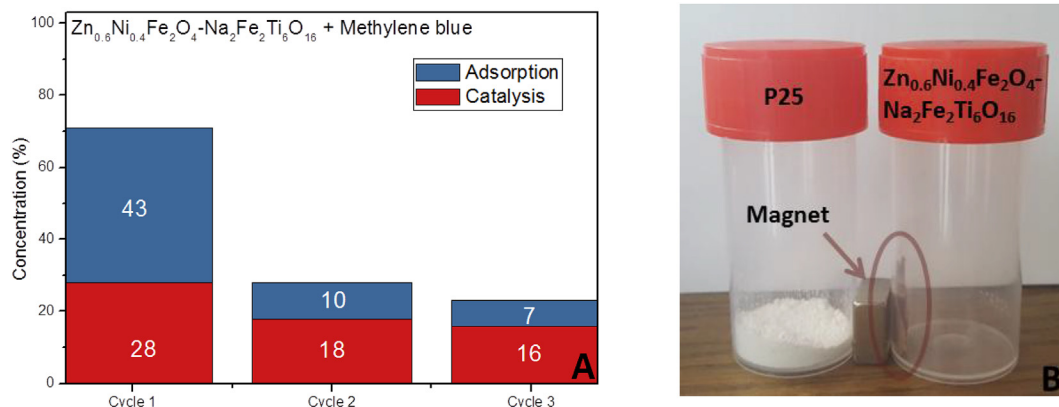 Zn₀.₆Ni₀.₄Fe₂O₄-Na₂Fe₂Ti₆O₁₆ + Methylene blue
Adsorption
Catalysis
Concentration (%)
100
80
60
40
20
0
43
28
10
18
7
16
Cycle 1
Cycle 2
Cycle 3
A
P25
Zn₀.₆Ni₀.₄Fe₂O₄-
Na₂Fe₂Ti₆O₁₆
Magnet
B